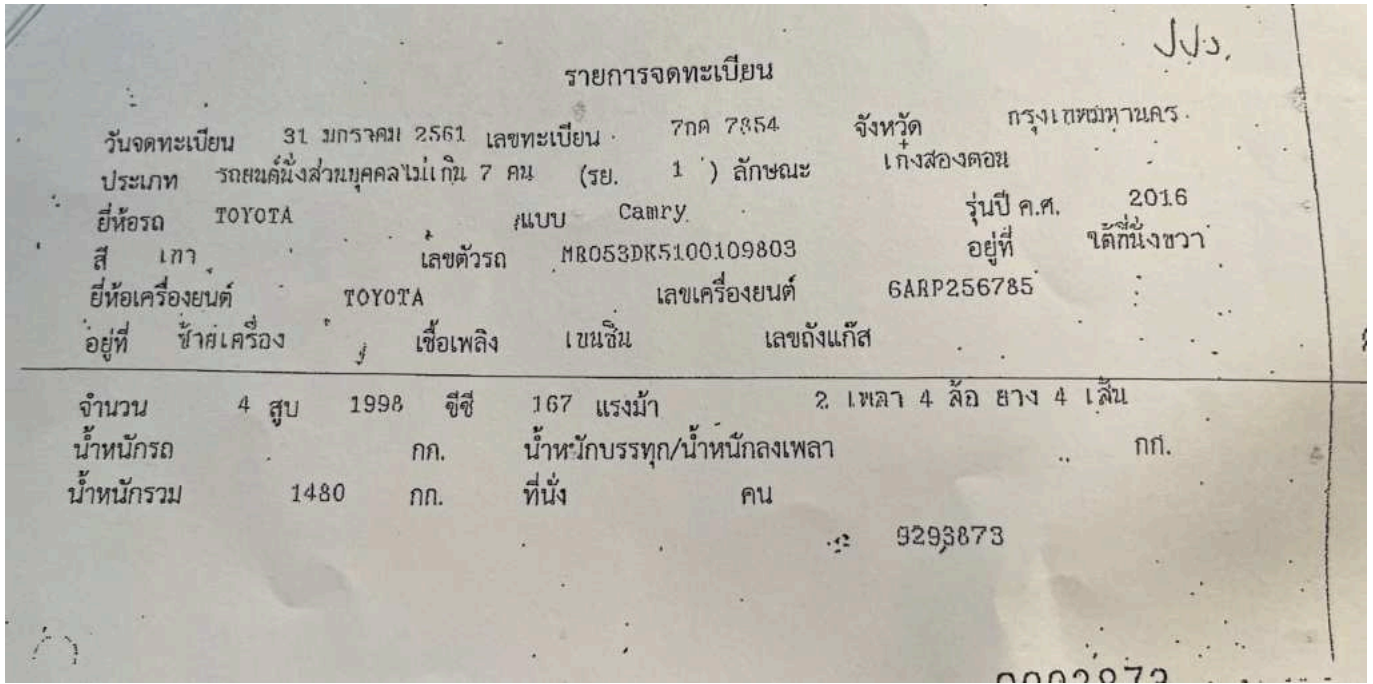 รายการจดทะเบียน
วันจดทะเบียน 31 มกราคม 2561 เลขทะเบียน 7กค 7854 จังหวัด กรุงเทพมหานคร
ประเภท รถยนต์นั่งส่วนบุคคลไม่เกิน 7 คน (รย. 1 ) ลักษณะ เก๋งสองตอน
ยี่ห้อรถ TOYOTA แบบ Camry รุ่นปี ค.ศ. 2016
สี เทา เลขตัวรถ MR053DK5100109803 อยู่ที่ ใต้ที่นั่งขวา
ยี่ห้อเครื่องยนต์ TOYOTA เลขเครื่องยนต์ 6ARP256785
อยู่ที่ ซ้ายเครื่อง เชื้อเพลิง เบนซิน เลขถังแก๊ส
จำนวน 4 สูบ 1998 ซีซี 167 แรงม้า 2 เพลา 4 ล้อ ยาง 4 เส้น
น้ำหนักรถ กก. น้ำหนักบรรทุก/น้ำหนักลงเพลา กก.
น้ำหนักรวม 1480 กก. ที่นั่ง คน
9293873